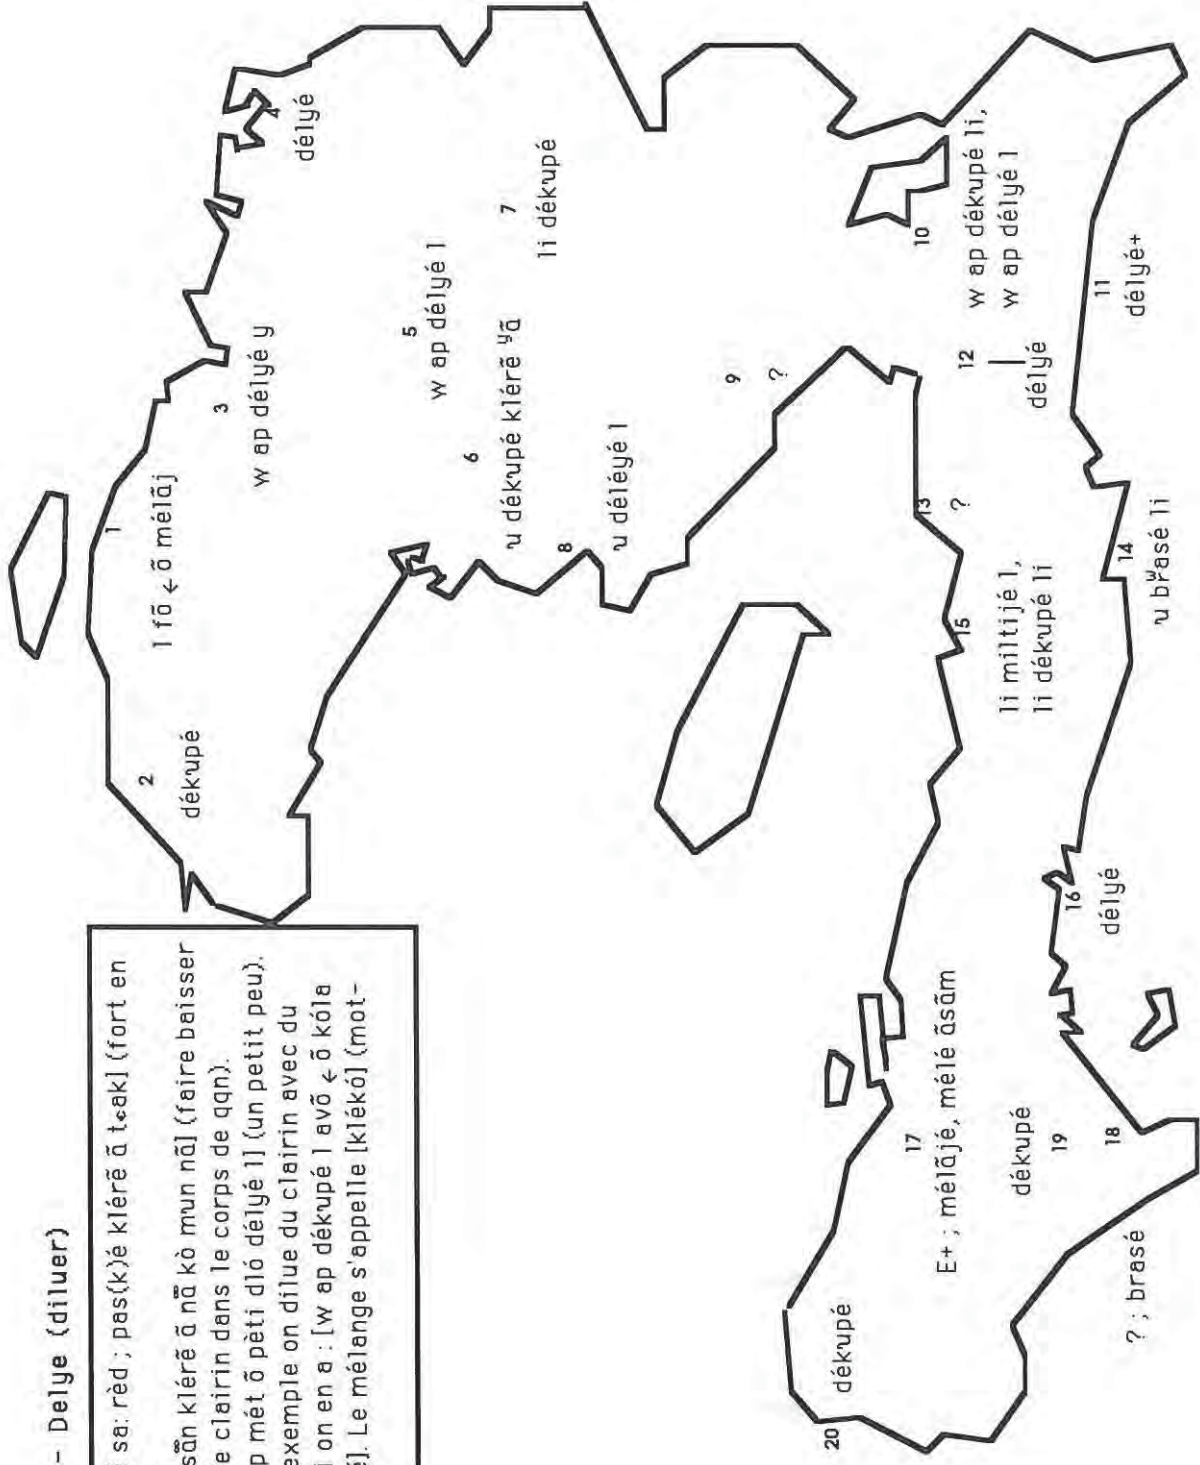 - Delye (diluer)
sa: rèd ; pas(k)é klérẽ ã tɕak] (fort en
sãn klérẽ ã nã kò mun nã] (faire baisser
e clairin dans le corps de qqn).
p mét õ pèti dló délyé l] (un petit peu).
exemple on dilue du clairin avec du
l on en a : [w ap dékupé l avõ ɕ õ kóla
]. Le mélange s'appelle [klékó] (mot-
1
l fõ ɕ õ mélãj
2
dékupé
3
w ap délyé y
4
délyé
5
w ap délyé l
6
u dékupé klérẽ ʸã
7
li dékupé
8
u déléyé l
9
?
10
w ap dékupé li,
w ap délyé l
11
délyé+
12
délyé
13
?
14
u bʷrasé li
15
li miltijé l,
li dékupé li
16
délyé
17
E+ ; mélãjé, mélé ãsãm
18
? ; brasé
19
dékupé
20
dékupé